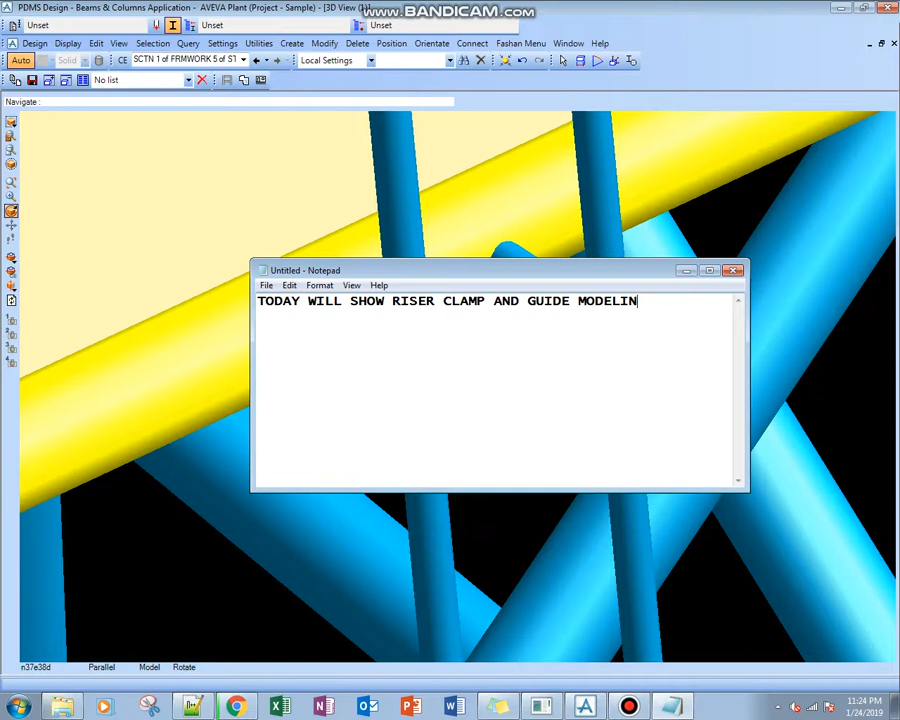 PDMS Design - Beams & Columns Application - AVEVA Plant (Project - Sample) - [3D View (1)]
www.BANDICAM.com
Unset Unset Unset
Design Display Edit View Selection Query Settings Utilities Create Modify Delete Position Orientate Connect Fashan Menu Window Help
Auto Solid CE SCTN 1 of FRMWORK 5 of ST Local Settings
No list
Navigate :
Untitled - Notepad
File Edit Format View Help
TODAY WILL SHOW RISER CLAMP AND GUIDE MODELIN
n37e38d Parallel Model Rotate
11:24 PM
1/24/2019